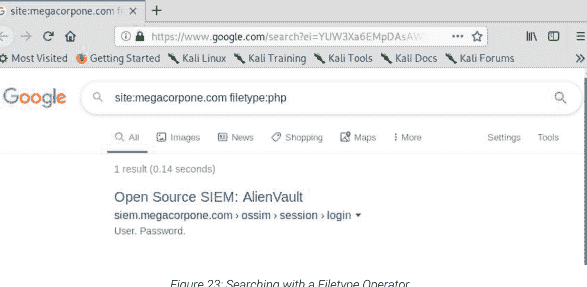 site:megacorpone.com fi
https://www.google.com/search?ei=YUW3Xa6EMpDAsAW
Most Visited Getting Started Kali Linux Kali Training Kali Tools Kali Docs Kali Forums
Google site:megacorpone.com filetype:php
All Images News Shopping Maps More Settings Tools
1 result (0.14 seconds)
Open Source SIEM: AlienVault
siem.megacorpone.com › ossim › session › login
User. Password.
Figure 23: Searching with a Filetype Operator